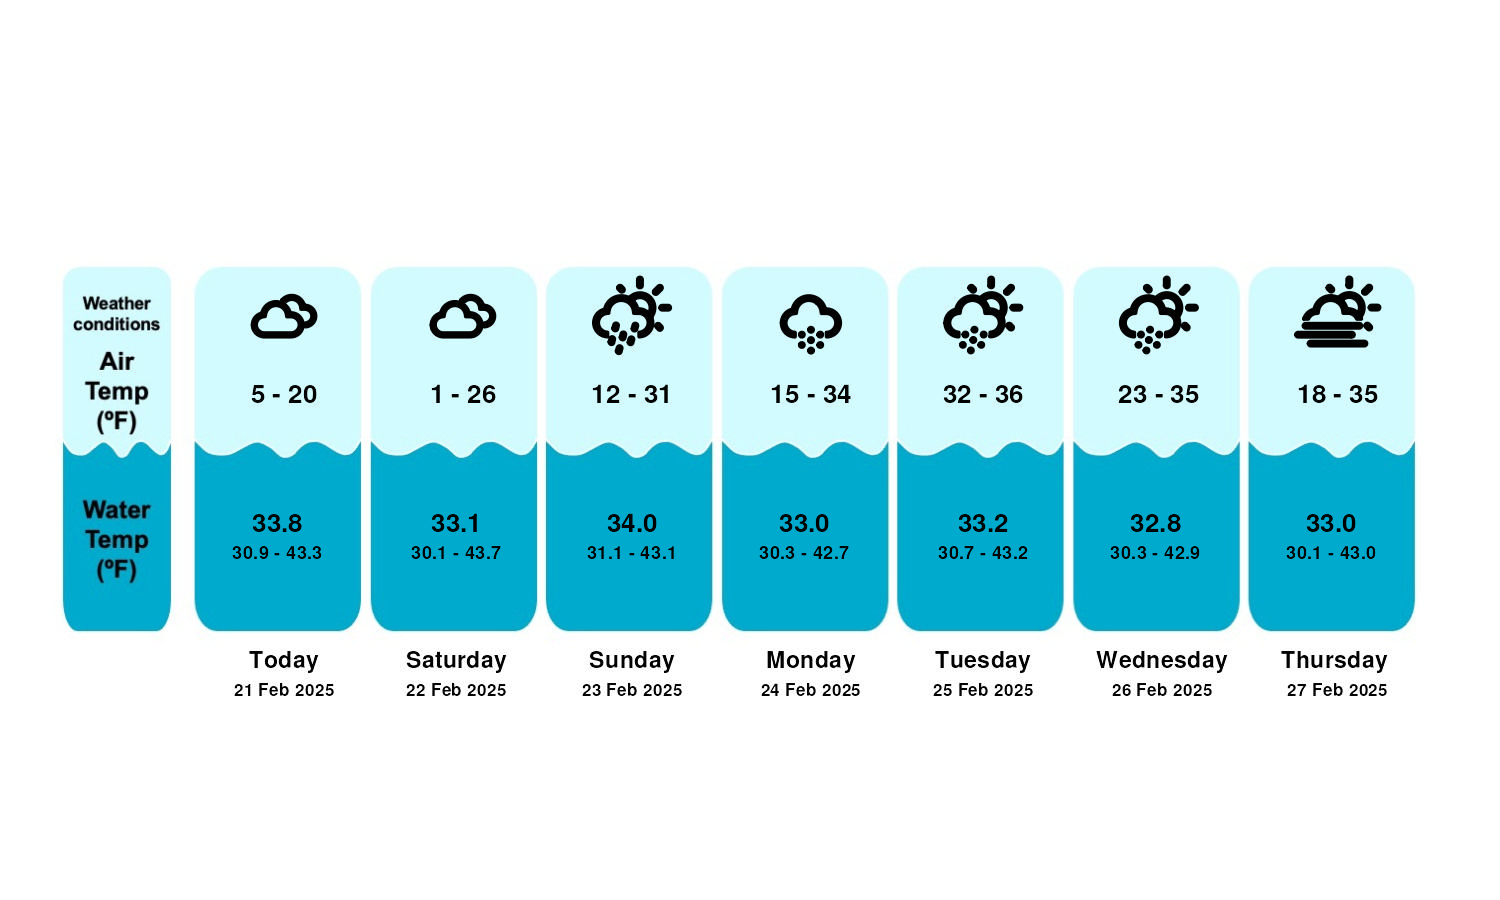 Weather
conditions
Air
Temp
(ºF)
5 - 20
1 - 26
12 - 31
15 - 34
32 - 36
23 - 35
18 - 35
Water
Temp
(ºF)
33.8
30.9 - 43.3
33.1
30.1 - 43.7
34.0
31.1 - 43.1
33.0
30.3 - 42.7
33.2
30.7 - 43.2
32.8
30.3 - 42.9
33.0
30.1 - 43.0
Today
21 Feb 2025
Saturday
22 Feb 2025
Sunday
23 Feb 2025
Monday
24 Feb 2025
Tuesday
25 Feb 2025
Wednesday
26 Feb 2025
Thursday
27 Feb 2025